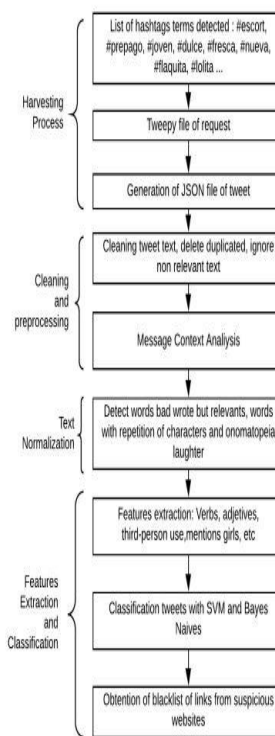 List of hashtags terms detected : #escort,
#prepago, #joven, #dulce, #fresca, #nueva,
#flaquita, #lolita ...
Harvesting
Process
Tweepy file of request
Generation of JSON file of tweet
Cleaning tweet text, delete duplicated, ignore
non relevant text
Cleaning
and
preprocessing
Message Context Analysis
Detect words bad wrote but relevants, words
with repetition of characters and onomatopeia
laughter
Text
Normalization
Features extraction: Verbs, adjetives,
third-person use,mentions girls, etc
Features
Extraction
and
Classification
Classification tweets with SVM and Bayes
Naives
Obtention of blacklist of links from suspicious
websites